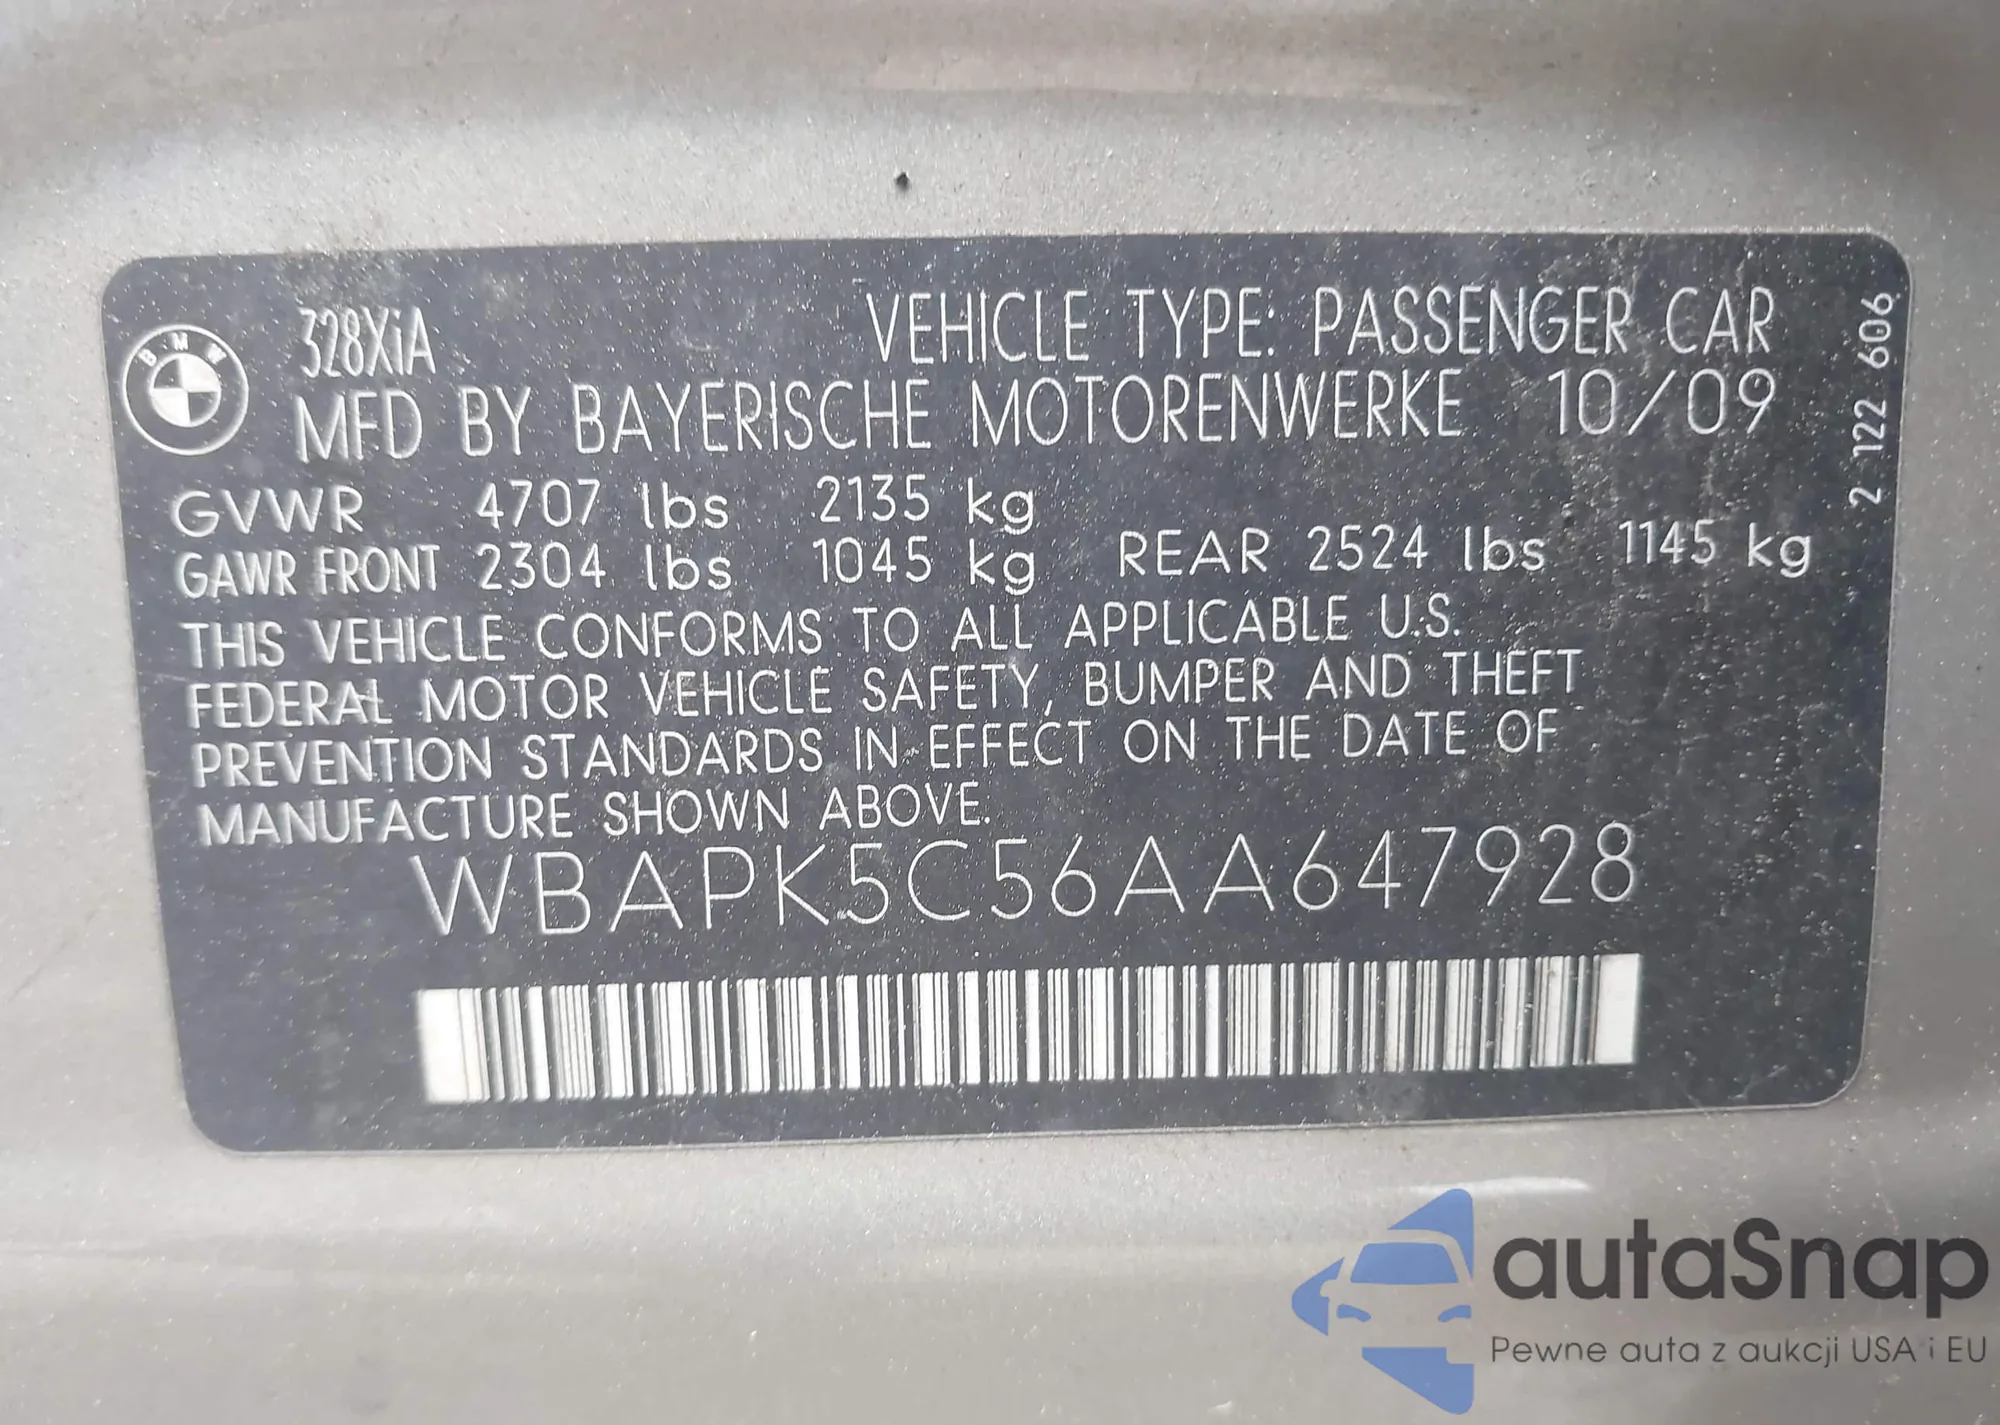 BMW
328XiA
VEHICLE TYPE: PASSENGER CAR
MFD BY BAYERISCHE MOTORENWERKE 10/09
GVWR 4707 lbs 2135 kg
GAWR FRONT 2304 lbs 1045 kg REAR 2524 lbs 1145 kg
THIS VEHICLE CONFORMS TO ALL APPLICABLE U.S.
FEDERAL MOTOR VEHICLE SAFETY, BUMPER AND THEFT
PREVENTION STANDARDS IN EFFECT ON THE DATE OF
MANUFACTURE SHOWN ABOVE.
WBAPK5C56AA647928
2 122 606
autaSnap
Pewne auta z aukcji USA i EU